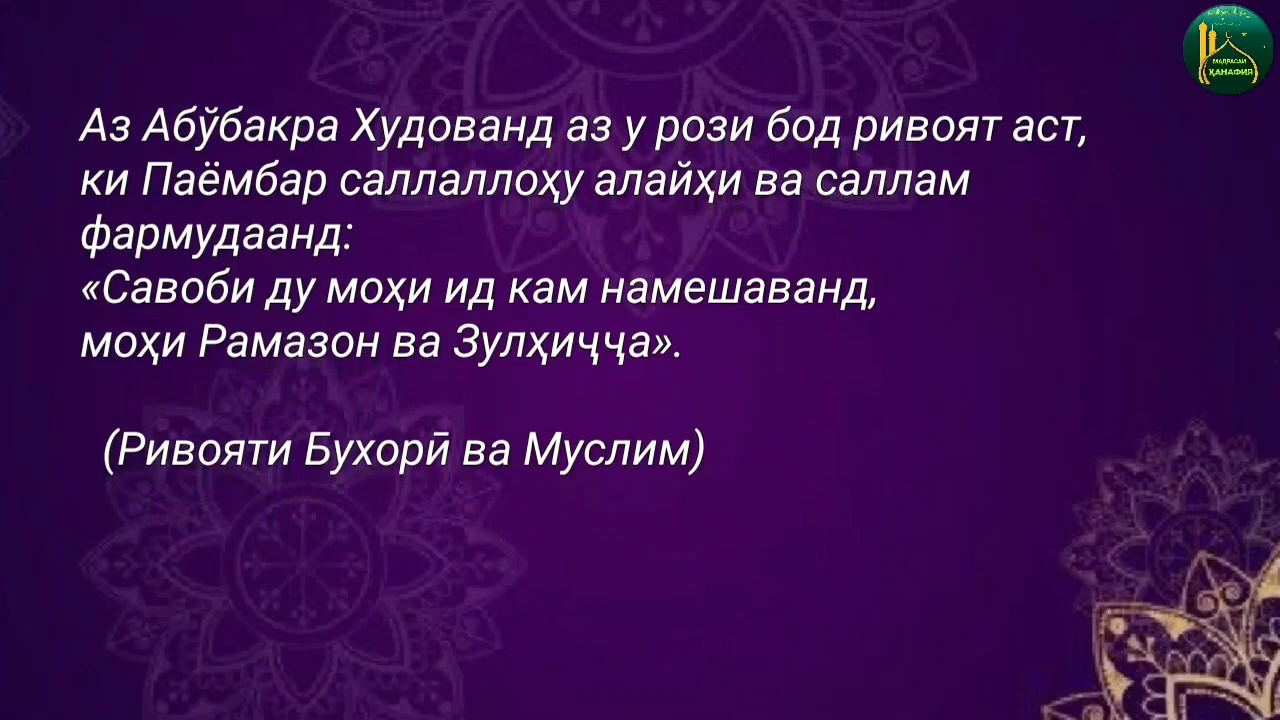 Аз Абӯбакра Худованд аз у рози бод ривоят аст,
ки Паёмбар саллаллоҳу алайҳи ва саллам
фармудаанд:
«Савоби ду моҳи ид кам намешаванд,
моҳи Рамазон ва Зулҳиҷҷа».
(Ривояти Бухорӣ ва Муслим)
МАДРАСАИ
ҲАНАФИЯ